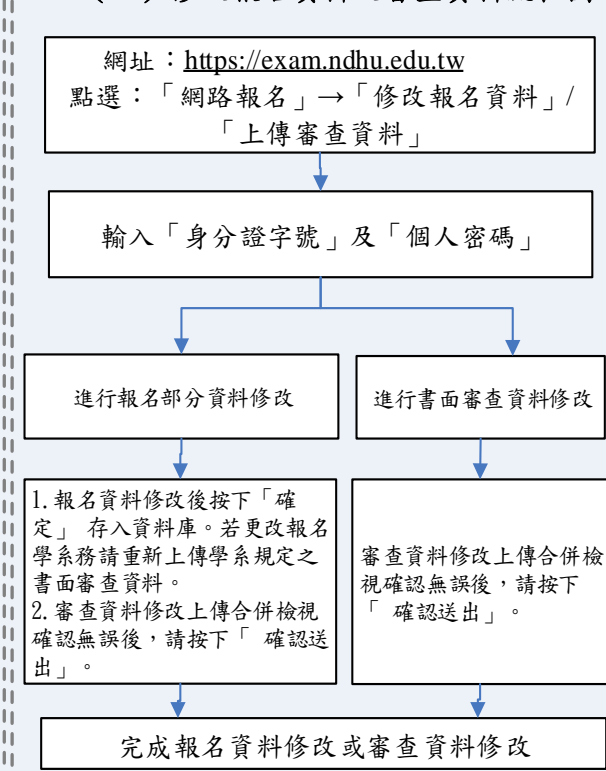 網址：https://exam.ndhu.edu.tw
點選：「網路報名」→「修改報名資料」/
「上傳審查資料」
輸入「身分證字號」及「個人密碼」
進行報名部分資料修改
進行書面審查資料修改
1.報名資料修改後按下「確
定」 存入資料庫。若更改報名
學系務請重新上傳學系規定之
書面審查資料。
2.審查資料修改上傳合併檢視
確認無誤後，請按下「 確認送
出」。
審查資料修改上傳合併檢
視確認無誤後，請按下
「 確認送出」。
完成報名資料修改或審查資料修改